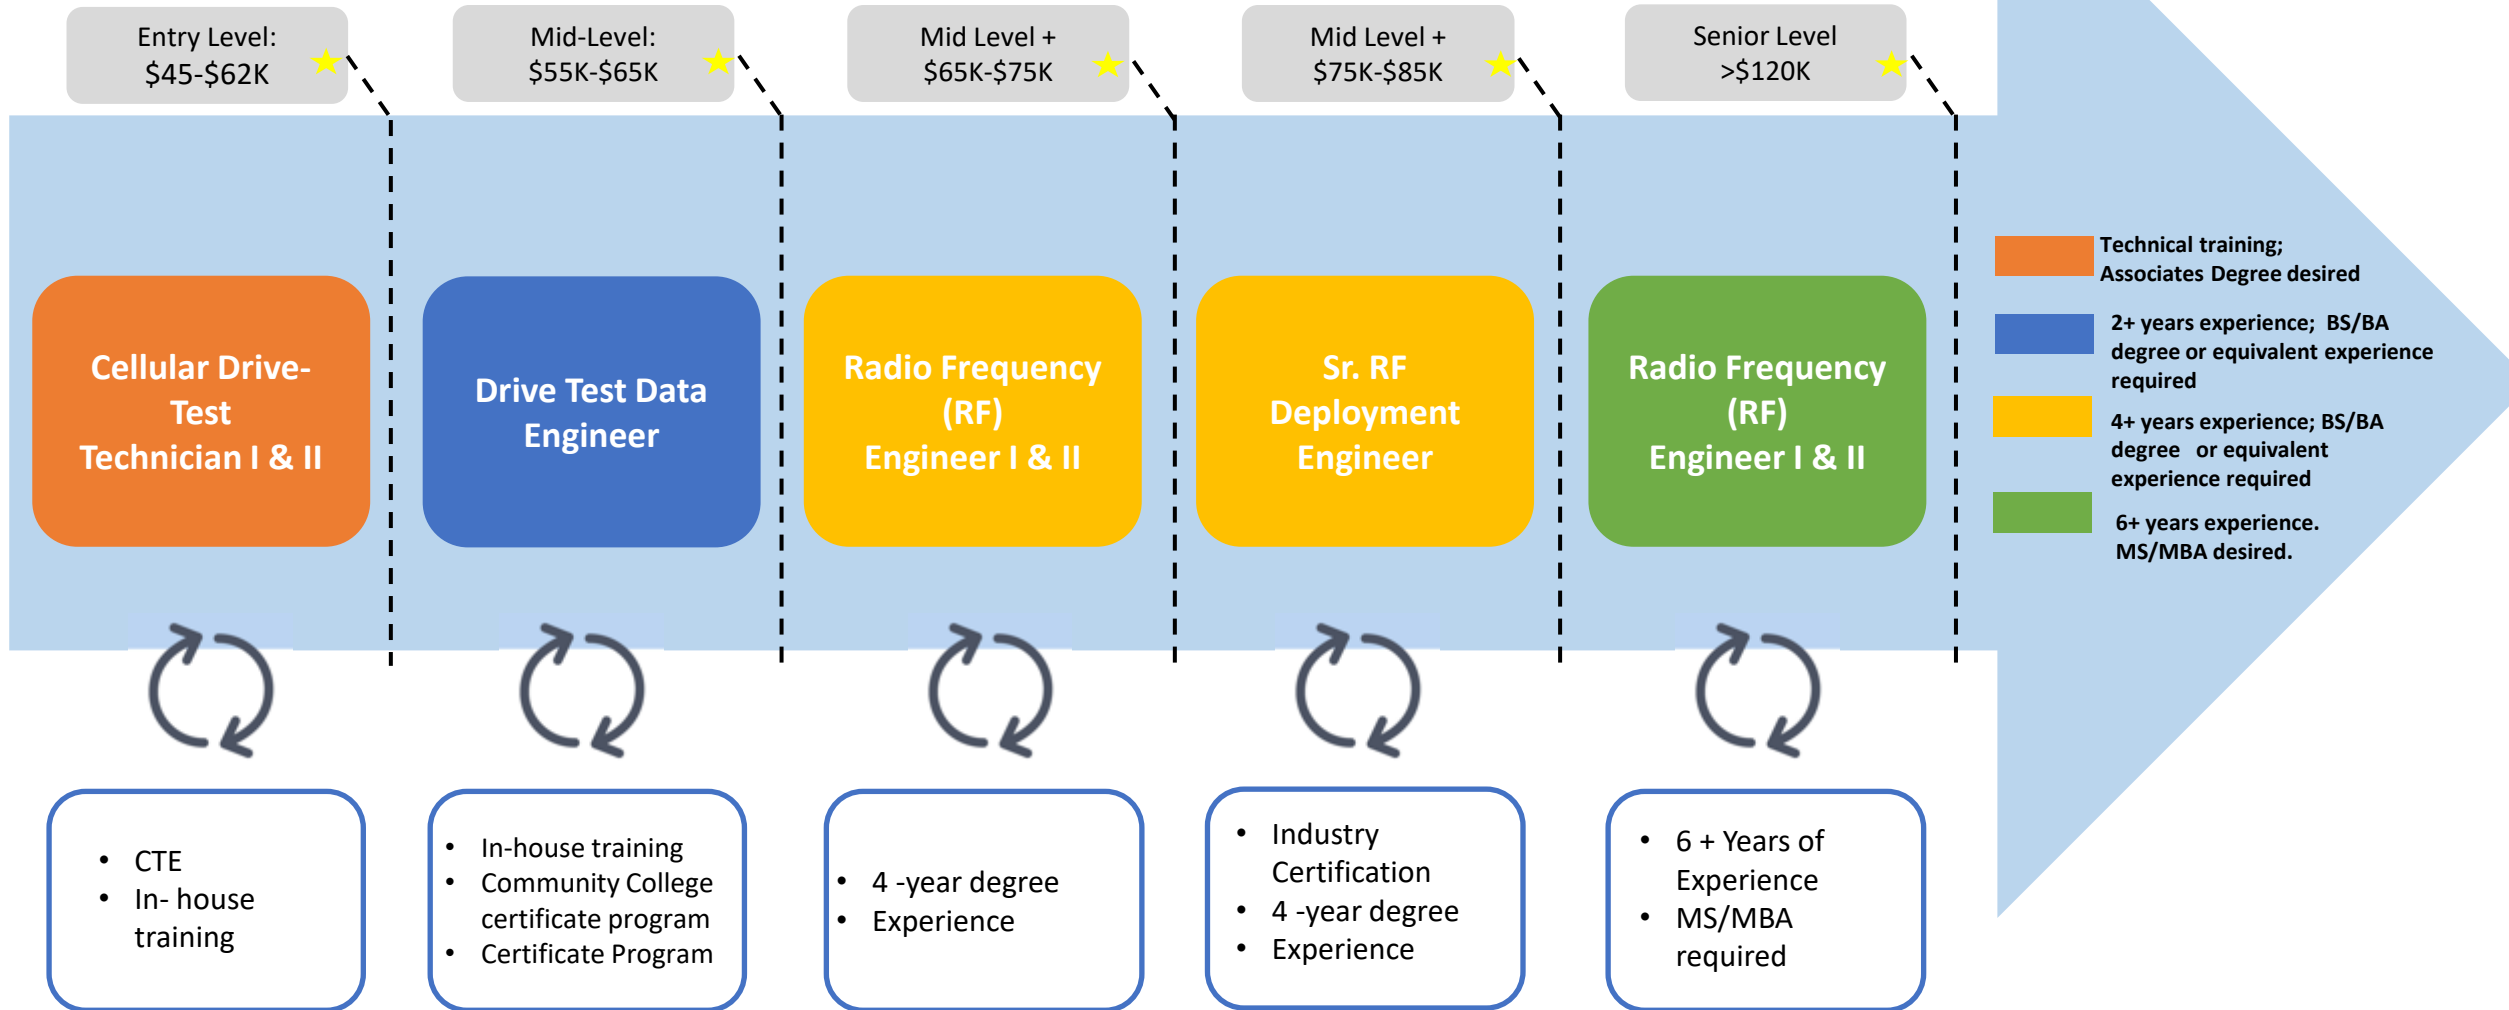 Entry Level:
$45-$62K
Mid-Level:
$55K-$65K
Mid Level +
$65K-$75K
Mid Level +
$75K-$85K
Senior Level
>$120K
Cellular Drive-
Test
Technician I & II
Drive Test Data
Engineer
Radio Frequency
(RF)
Engineer I & II
Sr. RF
Deployment
Engineer
Radio Frequency
(RF)
Engineer I & II
Technical training;
Associates Degree desired
2+ years experience; BS/BA
degree or equivalent experience
required
4+ years experience; BS/BA
degree or equivalent
experience required
6+ years experience.
MS/MBA desired.
• CTE
• In- house
training
• In-house training
• Community College
certificate program
• Certificate Program
• 4 -year degree
• Experience
• Industry
Certification
• 4 -year degree
• Experience
• 6 + Years of
Experience
• MS/MBA
required